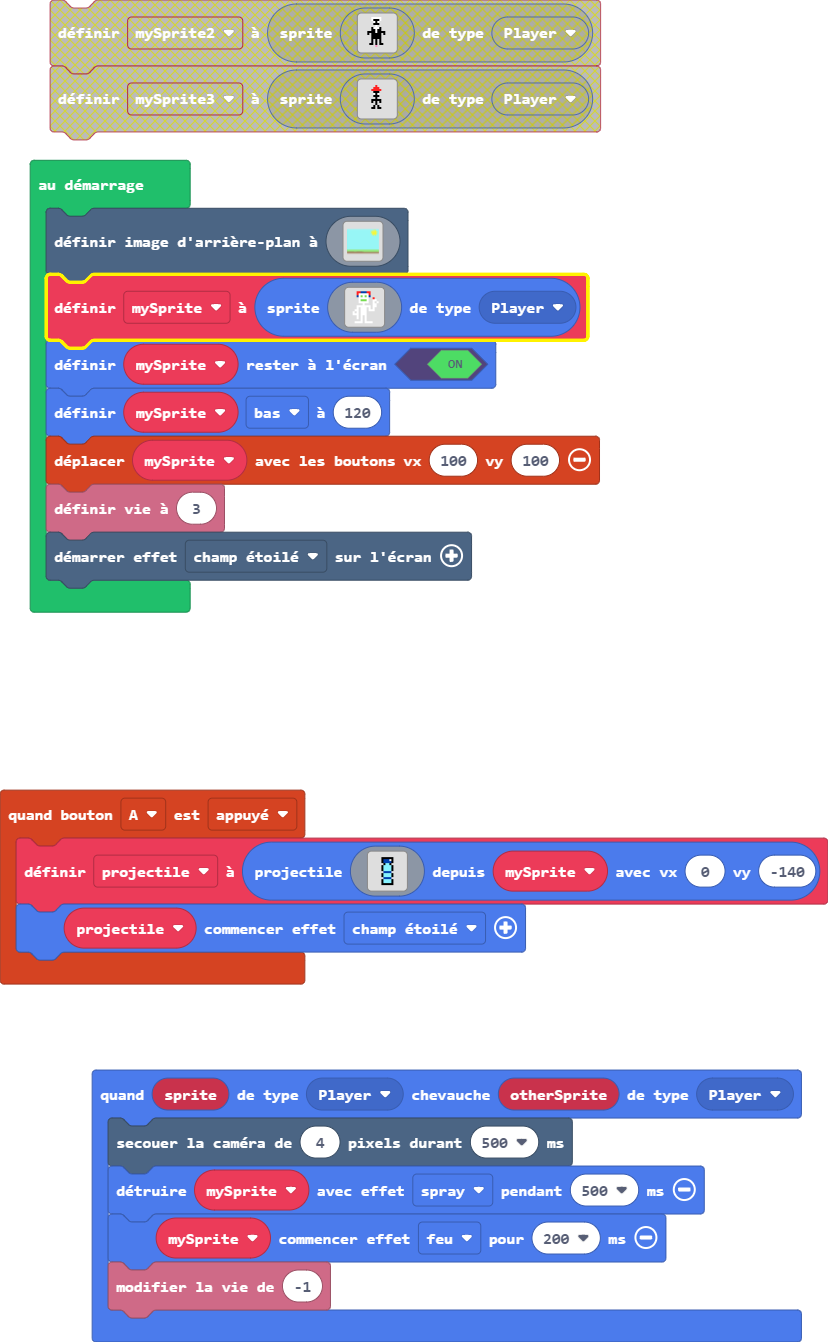 définir mySprite2 à sprite de type Player
définir mySprite3 à sprite de type Player
au démarrage
définir image d'arrière-plan à
définir mySprite à sprite de type Player
définir mySprite rester à l'écran ON
définir mySprite bas à 120
déplacer mySprite avec les boutons vx 100 vy 100
définir vie à 3
démarrer effet champ étoilé sur l'écran
quand bouton A est appuyé
définir projectile à projectile depuis mySprite avec vx 0 vy -140
projectile commencer effet champ étoilé
quand sprite de type Player chevauche otherSprite de type Player
secouer la caméra de 4 pixels durant 500 ms
détruire mySprite avec effet spray pendant 500 ms
mySprite commencer effet feu pour 200 ms
modifier la vie de -1